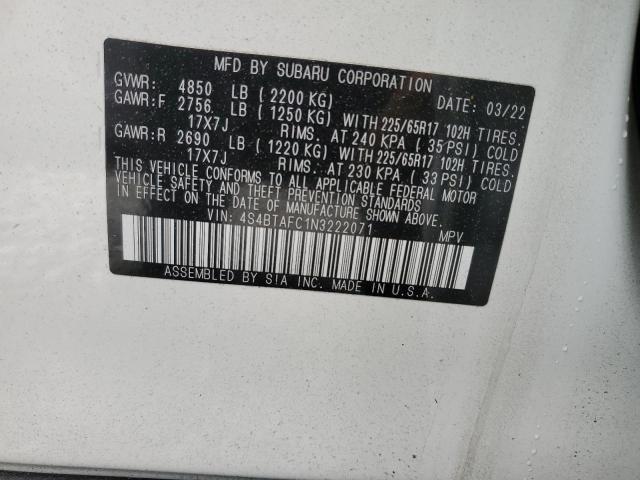 MFD BY SUBARU CORPORATION DATE: 03/22
GVWR: 4850 LB (2200 KG)
GAWR:F 2756 LB (1250 KG) WITH 225/65R17 102H TIRES.
17X7J RIMS. AT 240 KPA (35 PSI) COLD
GAWR:R 2690 LB (1220 KG) WITH 225/65R17 102H TIRES.
17X7J RIMS. AT 230 KPA (33 PSI) COLD
THIS VEHICLE CONFORMS TO ALL APPLICABLE FEDERAL MOTOR
VEHICLE SAFETY AND THEFT PREVENTION STANDARDS
IN EFFECT ON THE DATE OF MANUFACTURE SHOWN ABOVE.
VIN: 4S4BTAFC1N3222071 MPV
ASSEMBLED BY SIA INC. MADE IN U.S.A.